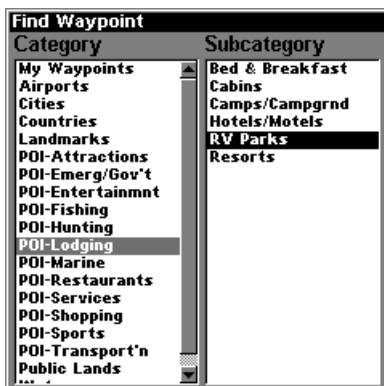 Find Waypoint
Category
My Waypoints
Airports
Cities
Countries
Landmarks
POI-Attractions
POI-Emerg/Gov't
POI-Entertainmnt
POI-Fishing
POI-Hunting
POI-Lodging
POI-Marine
POI-Restaurants
POI-Services
POI-Shopping
POI-Sports
POI-Transport'n
Public Lands
Subcategory
Bed & Breakfast
Cabins
Camps/Campgrnd
Hotels/Motels
RV Parks
Resorts